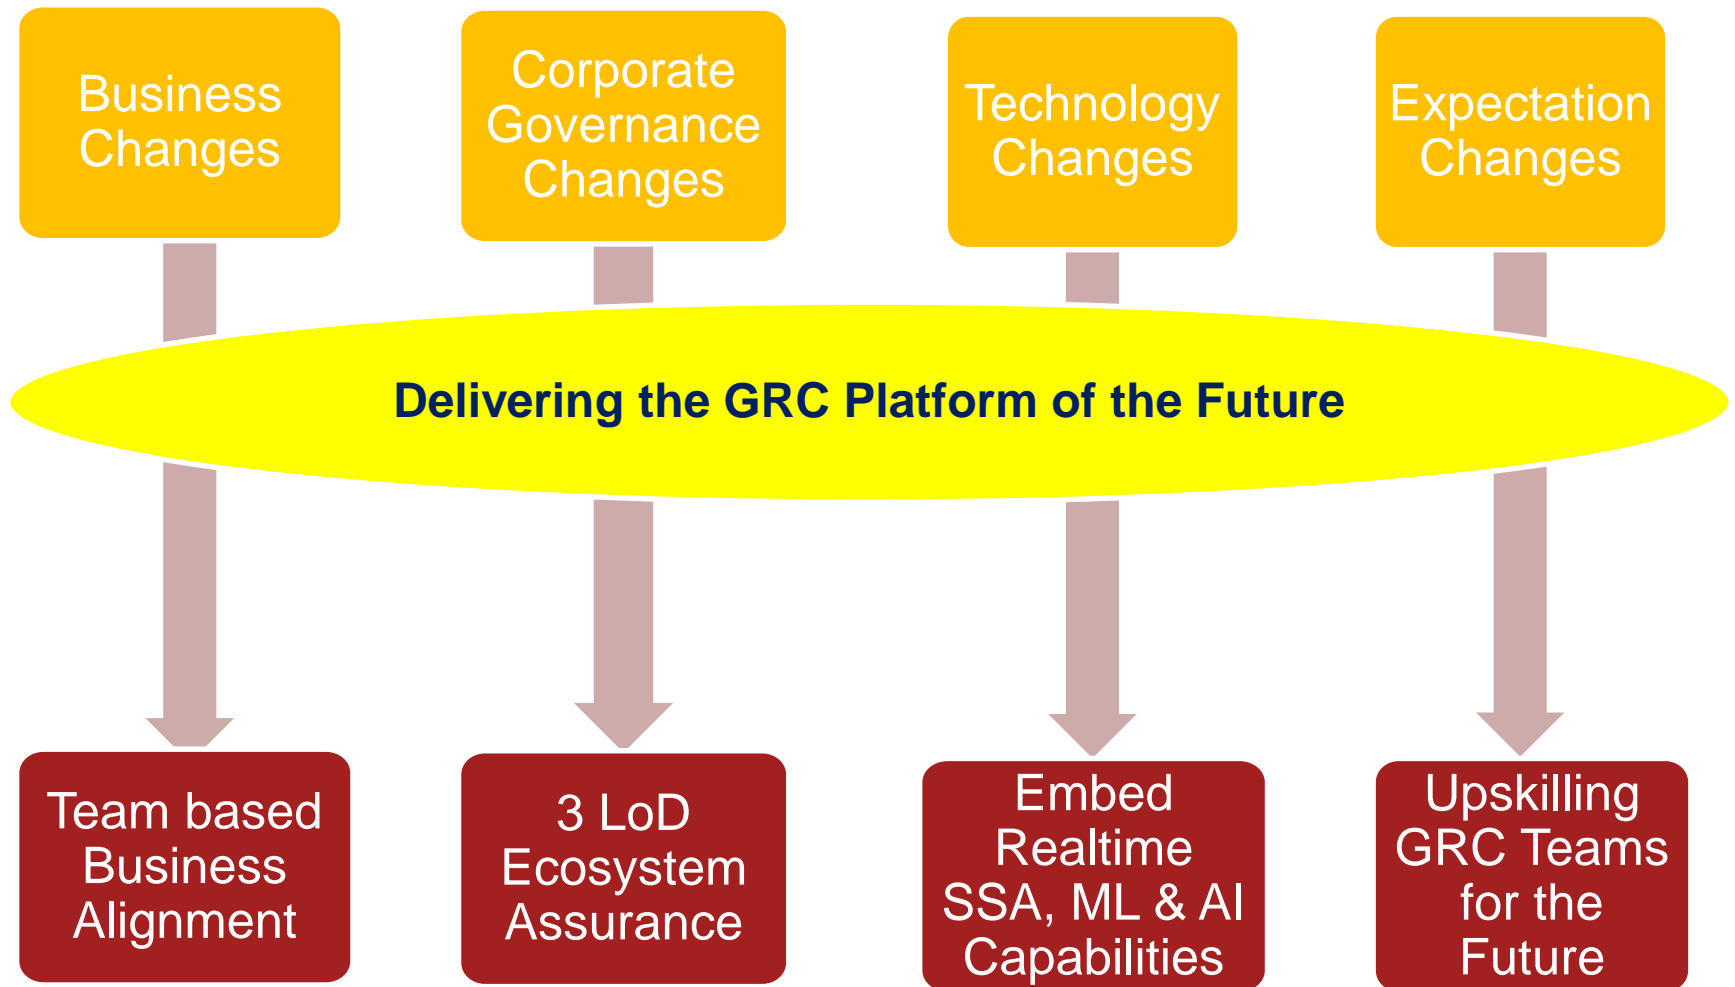 Business
Changes
Corporate
Governance
Changes
Technology
Changes
Expectation
Changes
Delivering the GRC Platform of the Future
Team based
Business
Alignment
3 LoD
Ecosystem
Assurance
Embed
Realtime
SSA, ML & AI
Capabilities
Upskilling
GRC Teams
for the
Future